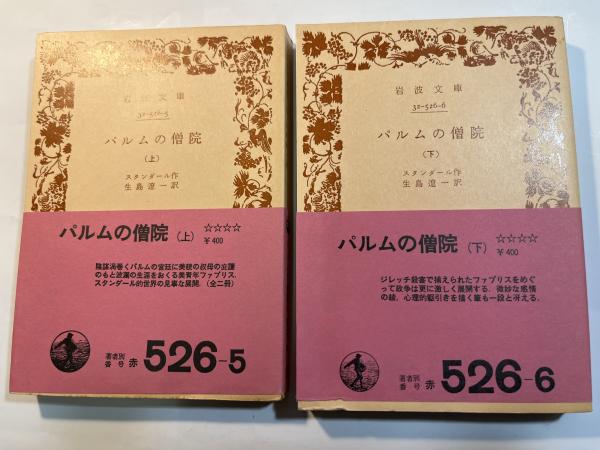 岩波文庫
32-526-5
パルムの僧院
(上)
スタンダール作
生島遼一訳
パルムの僧院 (上) ☆☆☆☆
¥400
陰謀渦巻くパルムの宮廷に美貌の叔母の庇護
のもと波瀾の生涯をおくる美青年ファブリス.
スタンダール的世界の見事な展開. (全二冊)
著者別
番号 赤 526-5
岩波文庫
32-526-6
パルムの僧院
(下)
スタンダール作
生島遼一訳
パルムの僧院 (下) ☆☆☆☆
¥400
ジレッチ殺害で捕えられたファブリスをめぐ
って政争は更に激しく展開する. 微妙な感情
の綾, 心理的駆引きを描く筆も一段と冴える.
著者別
番号 赤 526-6